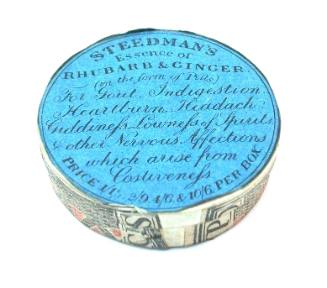 STEEDMAN'S
Essence of
RHUBARB & GINGER
(in the form of Pills)
For Gout, Indigestion
Heartburn, Headach:
Giddiness, Lowness of Spirits
& other Nervous Affections
which arise from
Costiveness.
PRICE 1/1½ 2/9 4/6 & 10/6 PER BOX